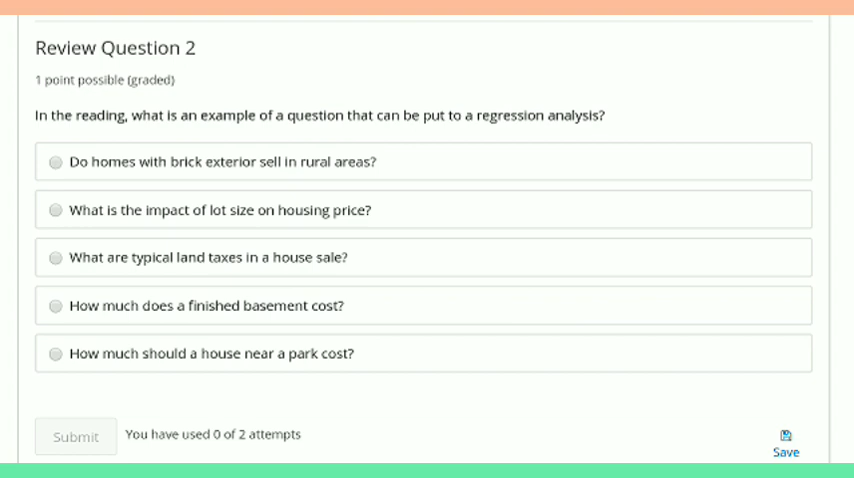 Review Question 2
1 point possible (graded)
In the reading, what is an example of a question that can be put to a regression analysis?
Do homes with brick exterior sell in rural areas?
What is the impact of lot size on housing price?
What are typical land taxes in a house sale?
How much does a finished basement cost?
How much should a house near a park cost?
Submit You have used 0 of 2 attempts
Save